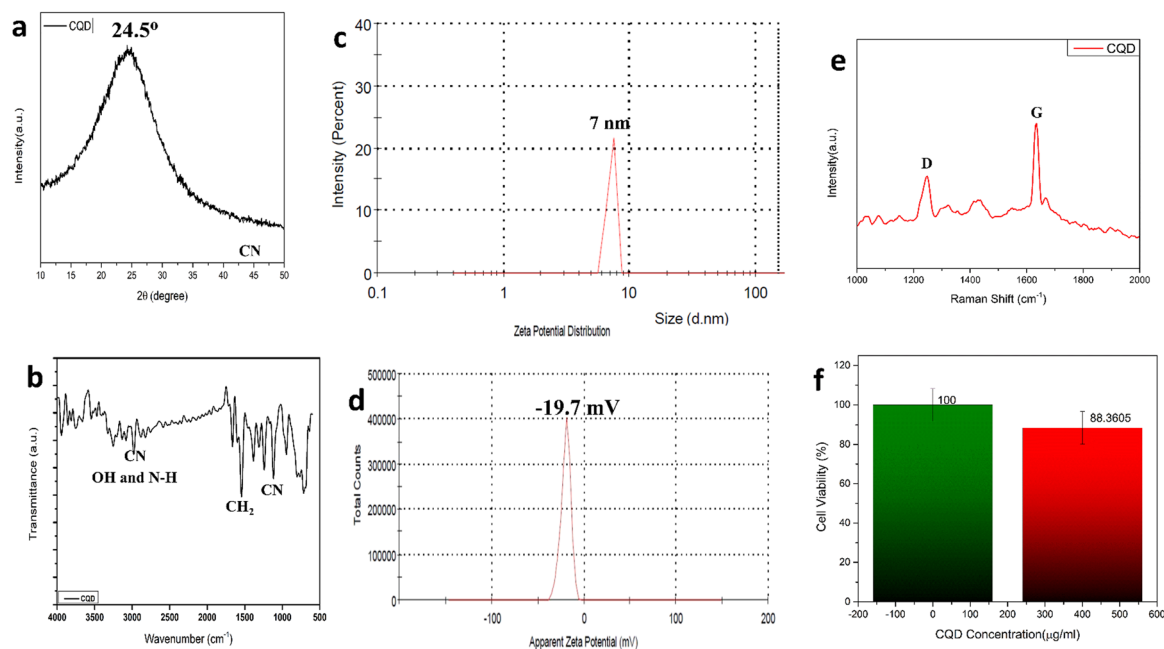 a
CQD
24.5º
Intensity(a.u.)
CN
10 15 20 25 30 35 40 45 50
2θ (degree)
b
CN
OH and N-H
CH₂
CN
Transmittance (a.u.)
CQD
4000 3500 3000 2500 2000 1500 1000 500
Wavenumber (cm⁻¹)
c
40
30
20
10
0
7 nm
Intensity (Percent)
0.1 1 10 100
Size (d.nm)
Zeta Potential Distribution
d
500000
400000
300000
200000
100000
0
-19.7 mV
Total Counts
-100 0 100 200
Apparent Zeta Potential (mV)
e
CQD
G
D
Intensity(a.u.)
1000 1200 1400 1600 1800 2000
Raman Shift (cm⁻¹)
f
120
100
80
60
40
20
0
100
88.3605
Cell Viability (%)
-200 -100 0 100 200 300 400 500 600
CQD Concentration(μg/ml)